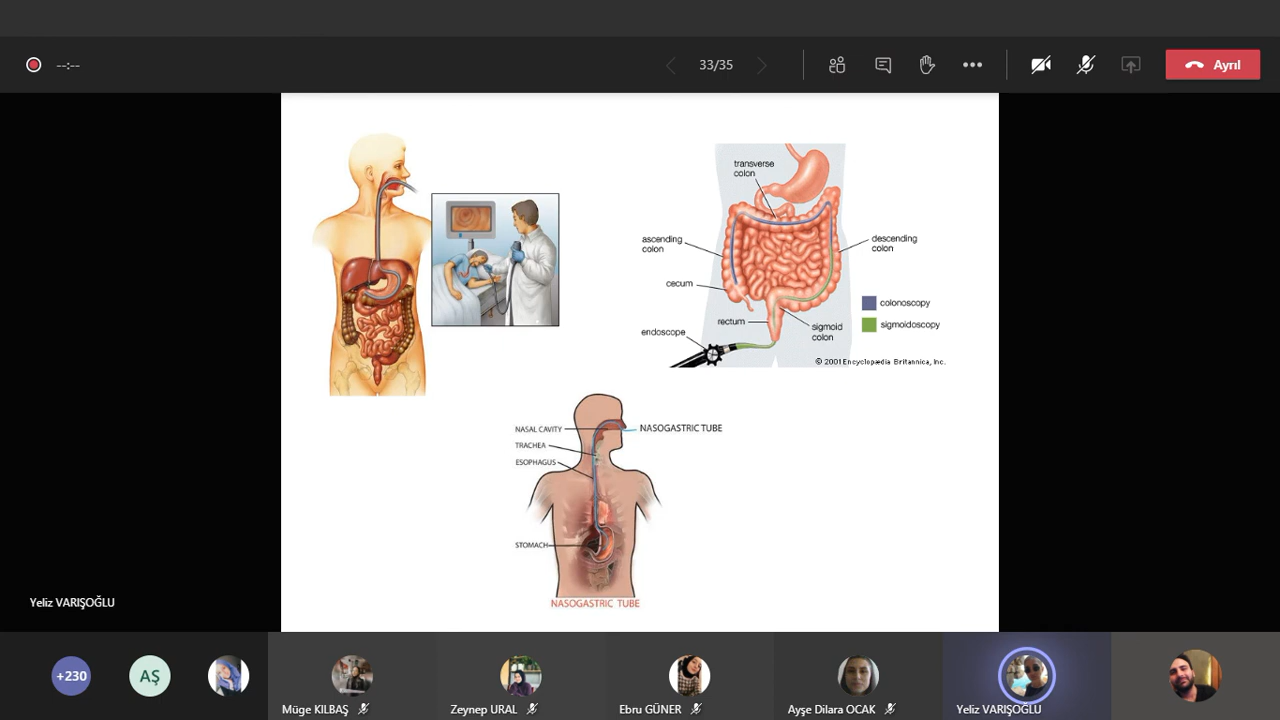 --:--
33/35
Ayrıl
transverse
colon
ascending
colon
descending
colon
cecum
colonoscopy
rectum
sigmoid
colon
sigmoidoscopy
endoscope
© 2001 Encyclopædia Britannica, Inc.
NASAL CAVITY
NASOGASTRIC TUBE
TRACHEA
ESOPHAGUS
STOMACH
NASOGASTRIC TUBE
Yeliz VARIŞOĞLU
+230
AŞ
Müge KILBAŞ
Zeynep URAL
Ebru GÜNER
Ayşe Dilara OCAK
Yeliz VARIŞOĞLU